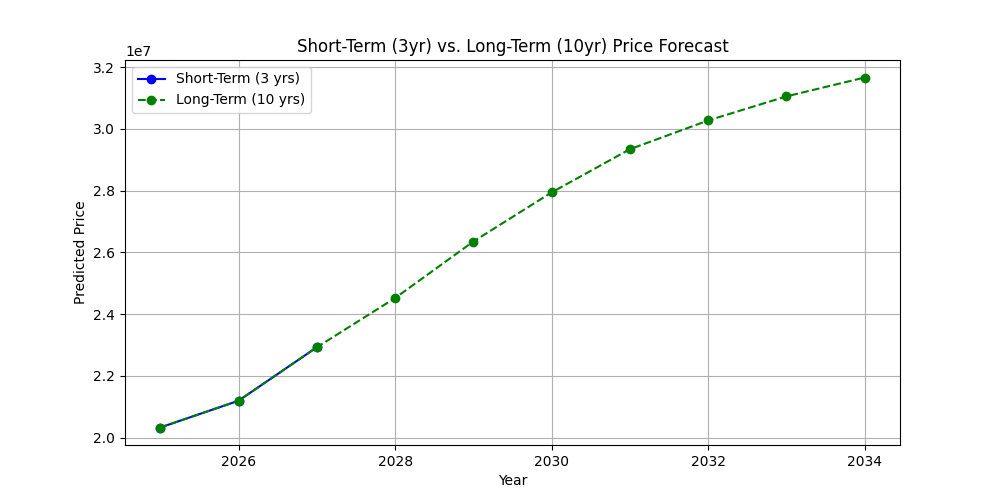 Short-Term (3yr) vs. Long-Term (10yr) Price Forecast
1e7
Short-Term (3 yrs)
Long-Term (10 yrs)
3.2
3.0
2.8
2.6
2.4
2.2
2.0
Predicted Price
2026 2028 2030 2032 2034
Year